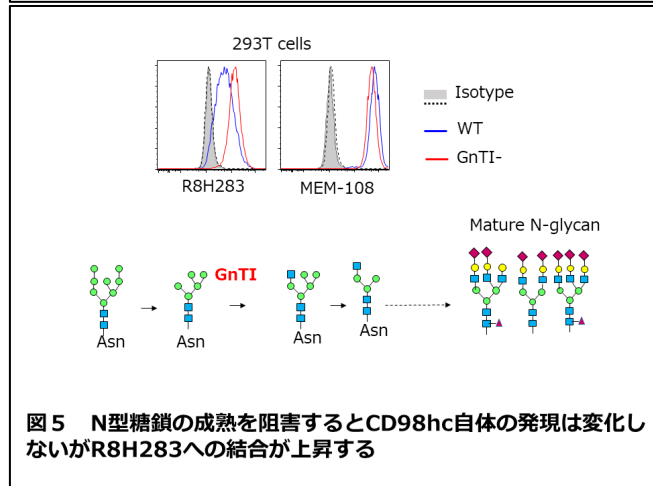 293T cells
Isotype
WT
GnTI-
R8H283
MEM-108
Mature N-glycan
GnTI
Asn
Asn
Asn
Asn
図５　N型糖鎖の成熟を阻害するとCD98hc自体の発現は変化し
ないがR8H283への結合が上昇する